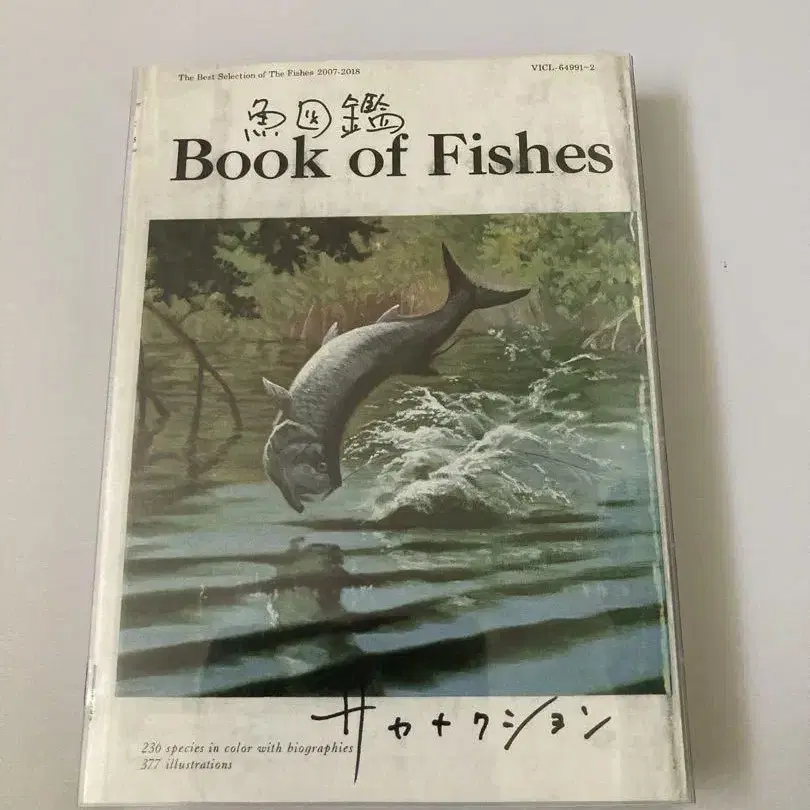 The Best Selection of The Fishes 2007-2018
VICL-64991~2
魚図鑑
Book of Fishes
サカナクション
236 species in color with biographies
377 illustrations